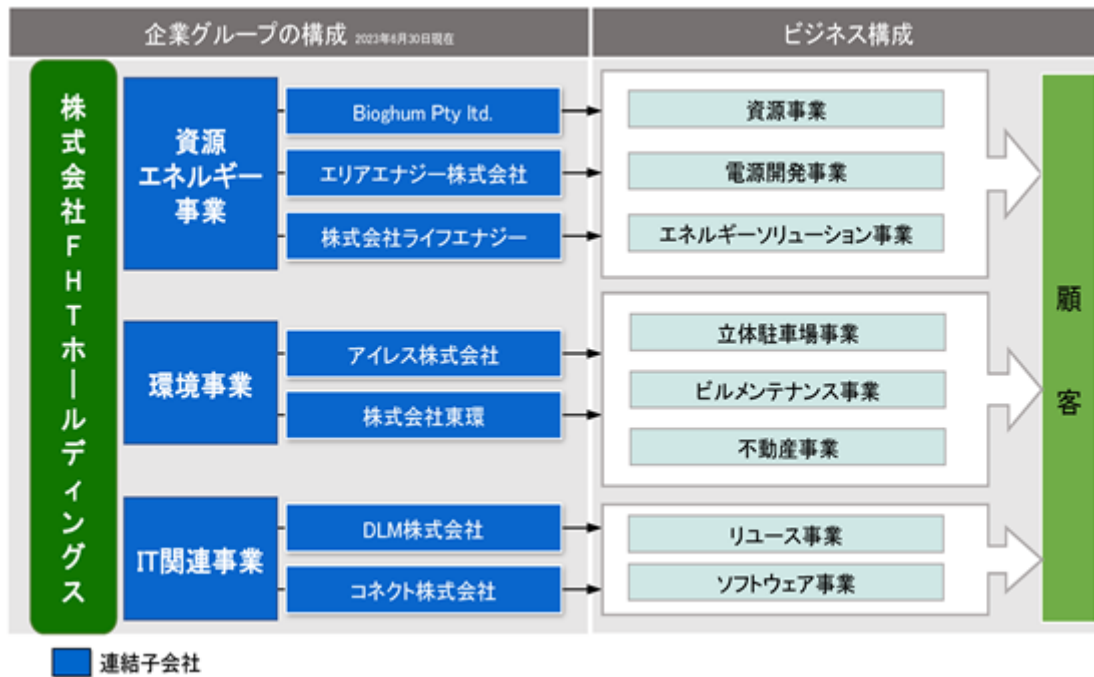 企業グループの構成 2023年6月30日現在
ビジネス構成
株式会社FHTホールディングス
資源
エネルギー
事業
Bioghum Pty ltd.
エリアエナジー株式会社
株式会社ライフエナジー
資源事業
電源開発事業
エネルギーソリューション事業
環境事業
アイレス株式会社
株式会社東環
立体駐車場事業
ビルメンテナンス事業
不動産事業
IT関連事業
DLM株式会社
コネクト株式会社
リユース事業
ソフトウェア事業
顧客
連結子会社